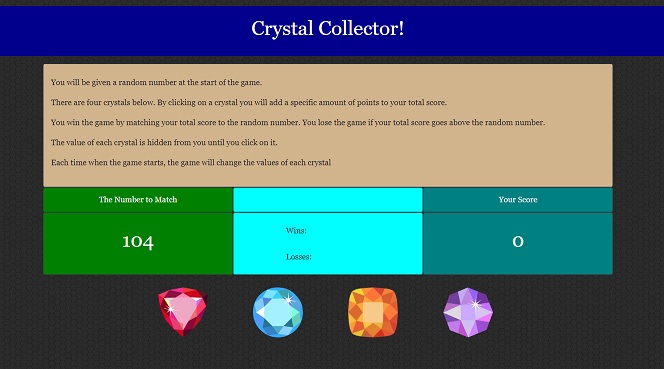 Crystal Collector!
You will be given a random number at the start of the game.
There are four crystals below. By clicking on a crystal you will add a specific amount of points to your total score.
You win the game by matching your total score to the random number. You lose the game if your total score goes above the random number.
The value of each crystal is hidden from you until you click on it.
Each time when the game starts, the game will change the values of each crystal
The Number to Match
Your Score
104
Wins:
0
Losses: